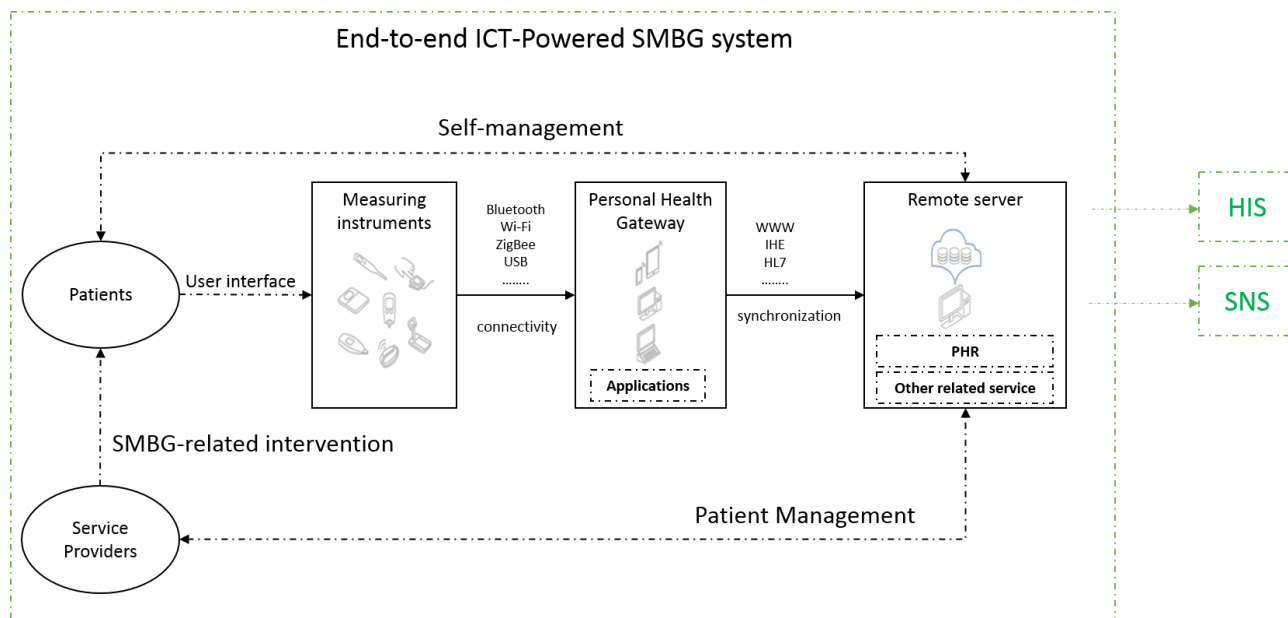 End-to-end ICT-Powered SMBG system
Self-management
Measuring
instruments
Bluetooth
Wi-Fi
ZigBee
USB
........
connectivity
Personal Health
Gateway
Applications
WWW
IHE
HL7
........
synchronization
Remote server
PHR
Other related service
HIS
SNS
Patients
User interface
SMBG-related intervention
Service
Providers
Patient Management